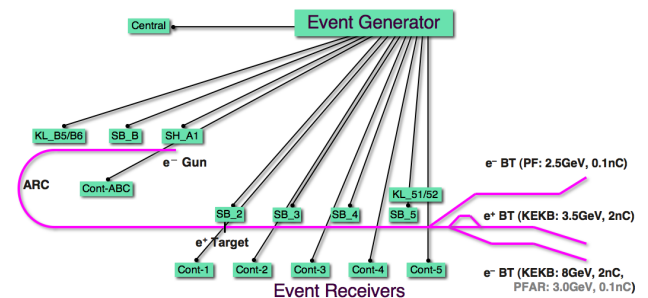 Event Generator
Central
KL_B5/B6
SB_B
SH_A1
e⁻ Gun
ARC
Cont-ABC
e⁻ BT (PF: 2.5GeV, 0.1nC)
KL_51/52
SB_2
SB_3
SB_4
SB_5
e⁺ BT (KEKB: 3.5GeV, 2nC)
e⁺ Target
Cont-1
Cont-2
Cont-3
Cont-4
Cont-5
e⁻ BT (KEKB: 8GeV, 2nC,
PFAR: 3.0GeV, 0.1nC)
Event Receivers